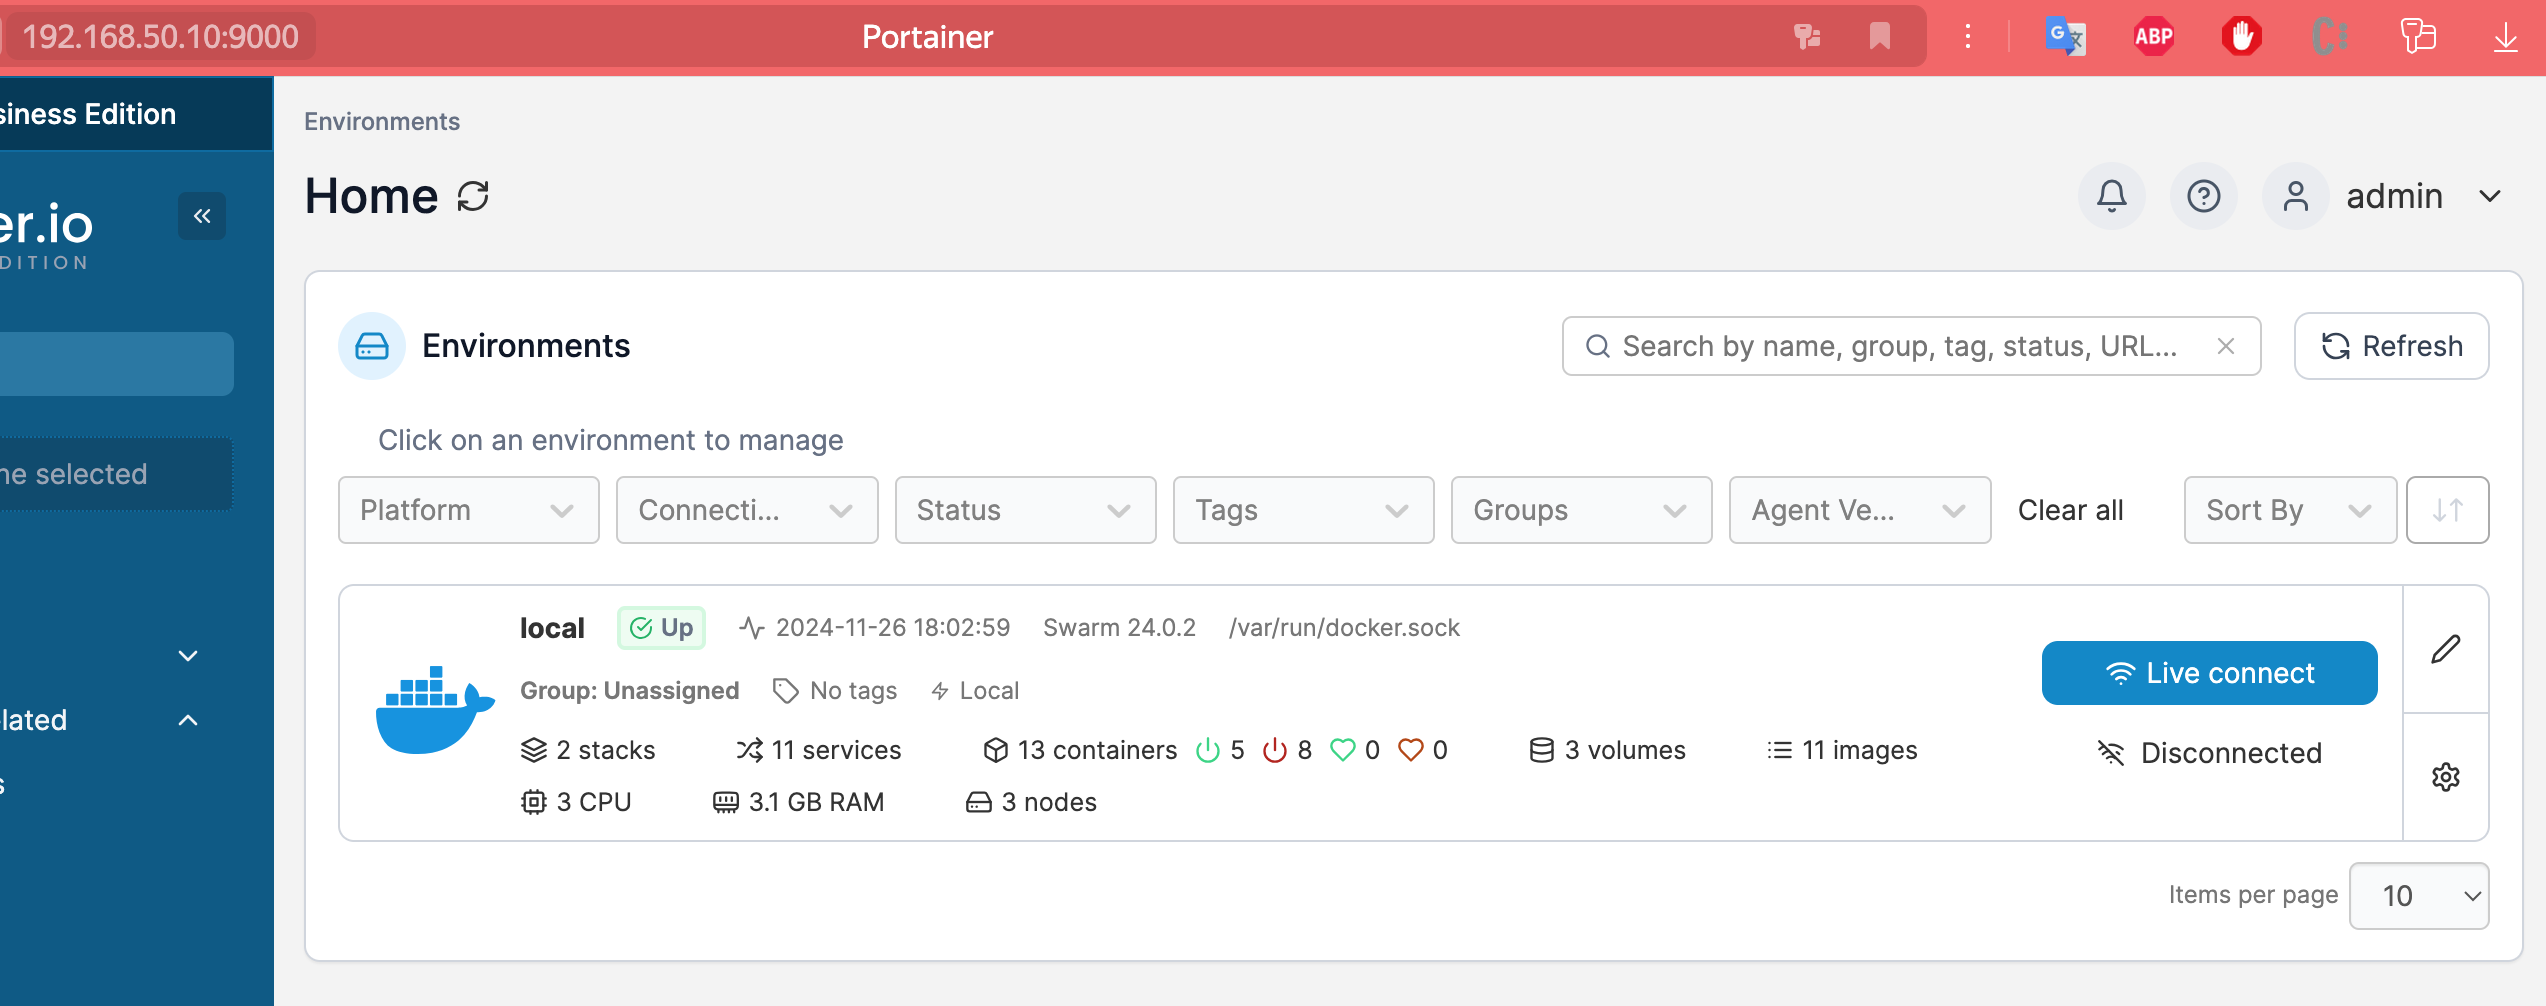 192.168.50.10:9000
Portainer
ABP
siness Edition
er.io
DITION
ne selected
lated
s
Environments
Home
admin
Environments
Search by name, group, tag, status, URL...
Refresh
Click on an environment to manage
Platform
Connecti...
Status
Tags
Groups
Agent Ve...
Clear all
Sort By
local
Up
2024-11-26 18:02:59
Swarm 24.0.2
/var/run/docker.sock
Group: Unassigned
No tags
Local
2 stacks
11 services
13 containers
5
8
0
0
3 volumes
11 images
3 CPU
3.1 GB RAM
3 nodes
Live connect
Disconnected
Items per page
10